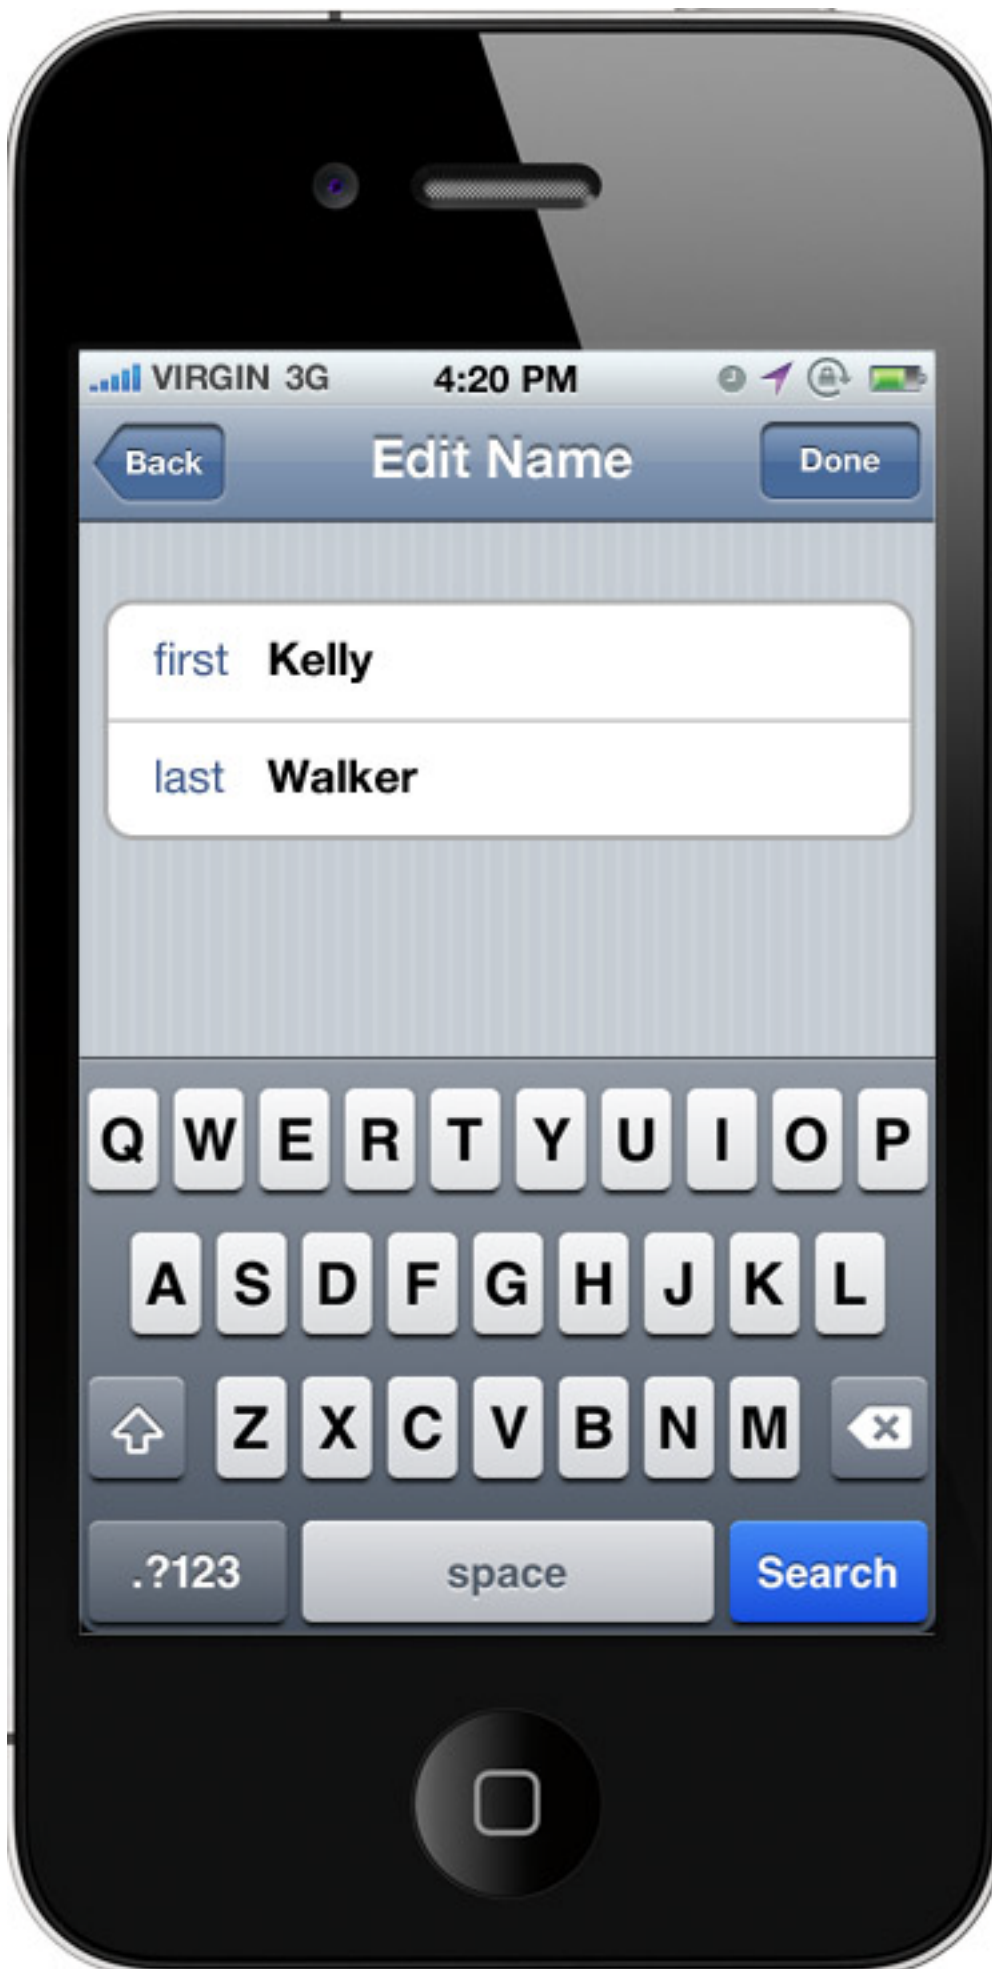 VIRGIN 3G 4:20 PM
Back Edit Name Done
first Kelly
last Walker
Q W E R T Y U I O P
A S D F G H J K L
Z X C V B N M
.?123 space Search